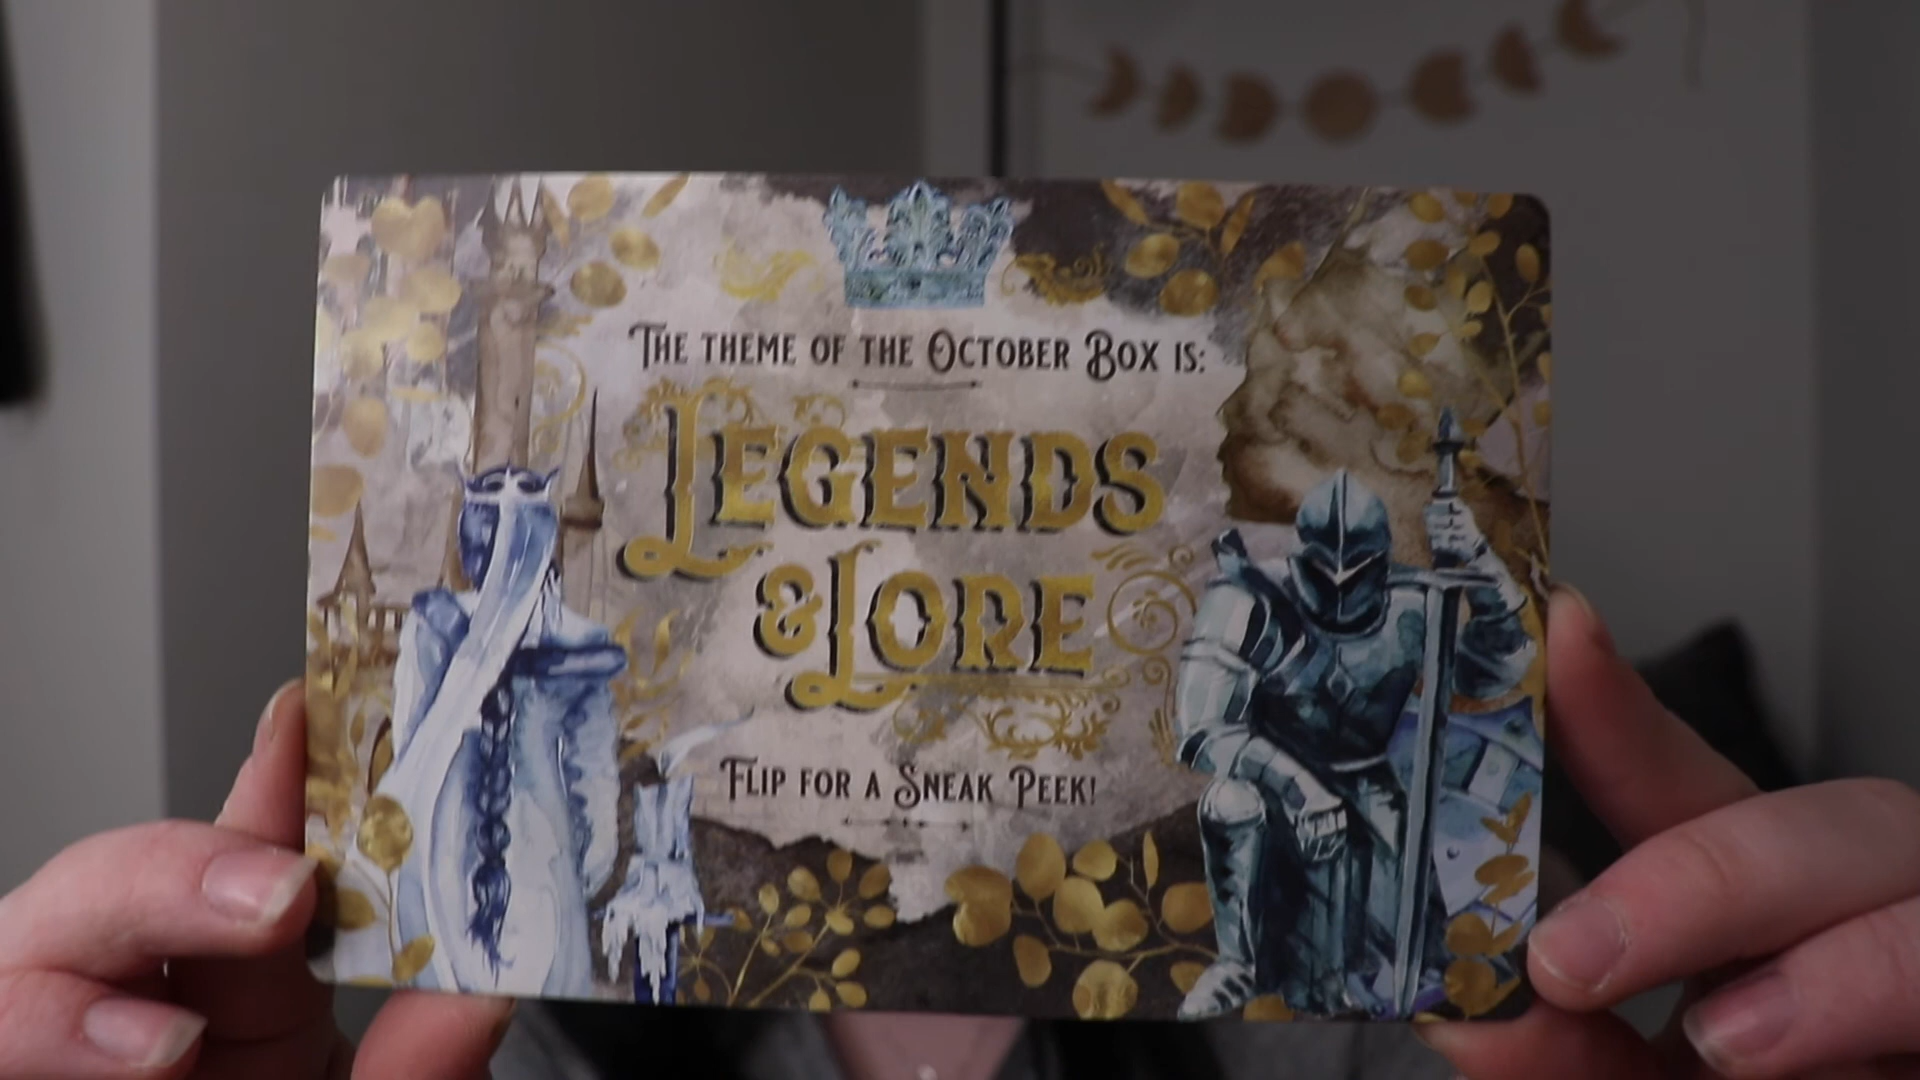 The theme of the October Box is:
Legends
& Lore
Flip for a Sneak Peek!